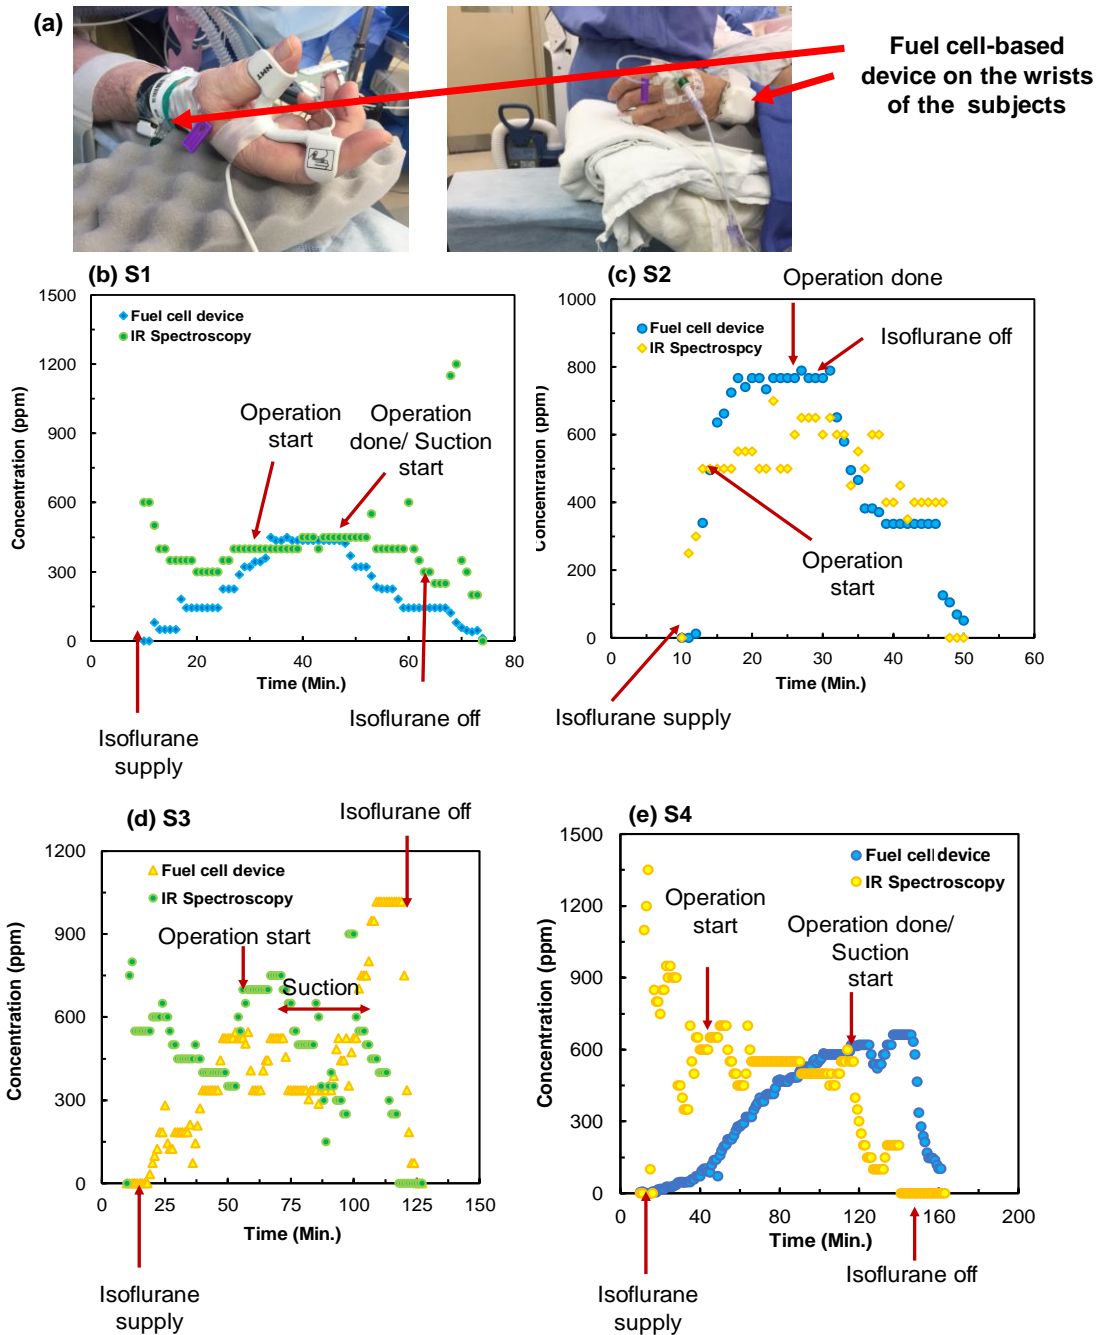 (a)
NMT
Fuel cell-based
device on the wrists
of the subjects
(b) S1
1500
1200
900
600
300
0
0
20
40
60
80
Concentration (ppm)
Time (Min.)
Fuel cell device
IR Spectroscopy
Operation
start
Operation
done/ Suction
start
Isoflurane
supply
Isoflurane off
(c) S2
Operation done
1000
800
600
400
200
0
0
10
20
30
40
50
60
Concentration (ppm)
Time (Min.)
Fuel cell device
IR Spectrospcy
Isoflurane off
Operation
start
Isoflurane supply
(d) S3
Isoflurane off
1200
900
600
300
0
0
25
50
75
100
125
150
Concentration (ppm)
Time (Min.)
Fuel cell device
IR Spectroscopy
Operation start
Suction
Isoflurane
supply
(e) S4
1500
1200
900
600
300
0
0
40
80
120
160
200
Concentration (ppm)
Time (Min.)
Fuel cell device
IR Spectroscopy
Operation
start
Operation done/
Suction
start
Isoflurane
supply
Isoflurane off